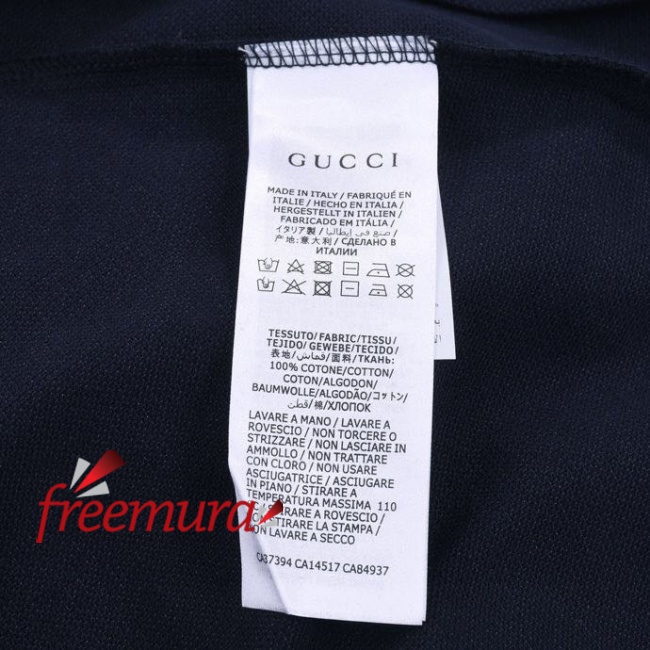 GUCCI
MADE IN ITALY / FABRIQUÉ EN
ITALIE / HECHO EN ITALIA /
HERGESTELLT IN ITALIEN /
FABRICADO EM ITÁLIA /
イタリア製 / صنع في إيطاليا /
产地:意大利 / СДЕЛАНО В
ИТАЛИИ
TESSUTO/FABRIC/TISSU/
TEJIDO/ GEWEBE/TECIDO/
表地/قماش/面料/ТКАНЬ:
100% COTONE/COTTON/
COTON/ALGODON/
BAUMWOLLE/ALGODÃO/コットン/
قطن/棉/ХЛОПОК
LAVARE A MANO / LAVARE A
ROVESCIO / NON TORCERE O
STRIZZARE / NON LASCIARE IN
AMMOLLO / NON TRATTARE
CON CLORO / NON ASCIUGARE IN
ASCIUGATRICE / ASCIUGARE
IN PIANO / STIRARE A
TEMPERATURA MASSIMA 110
STIRARE A ROVESCIO /
STIRARE LA STAMPA /
NON LAVARE A SECCO
CA37394 CA14517 CA84937
freemura